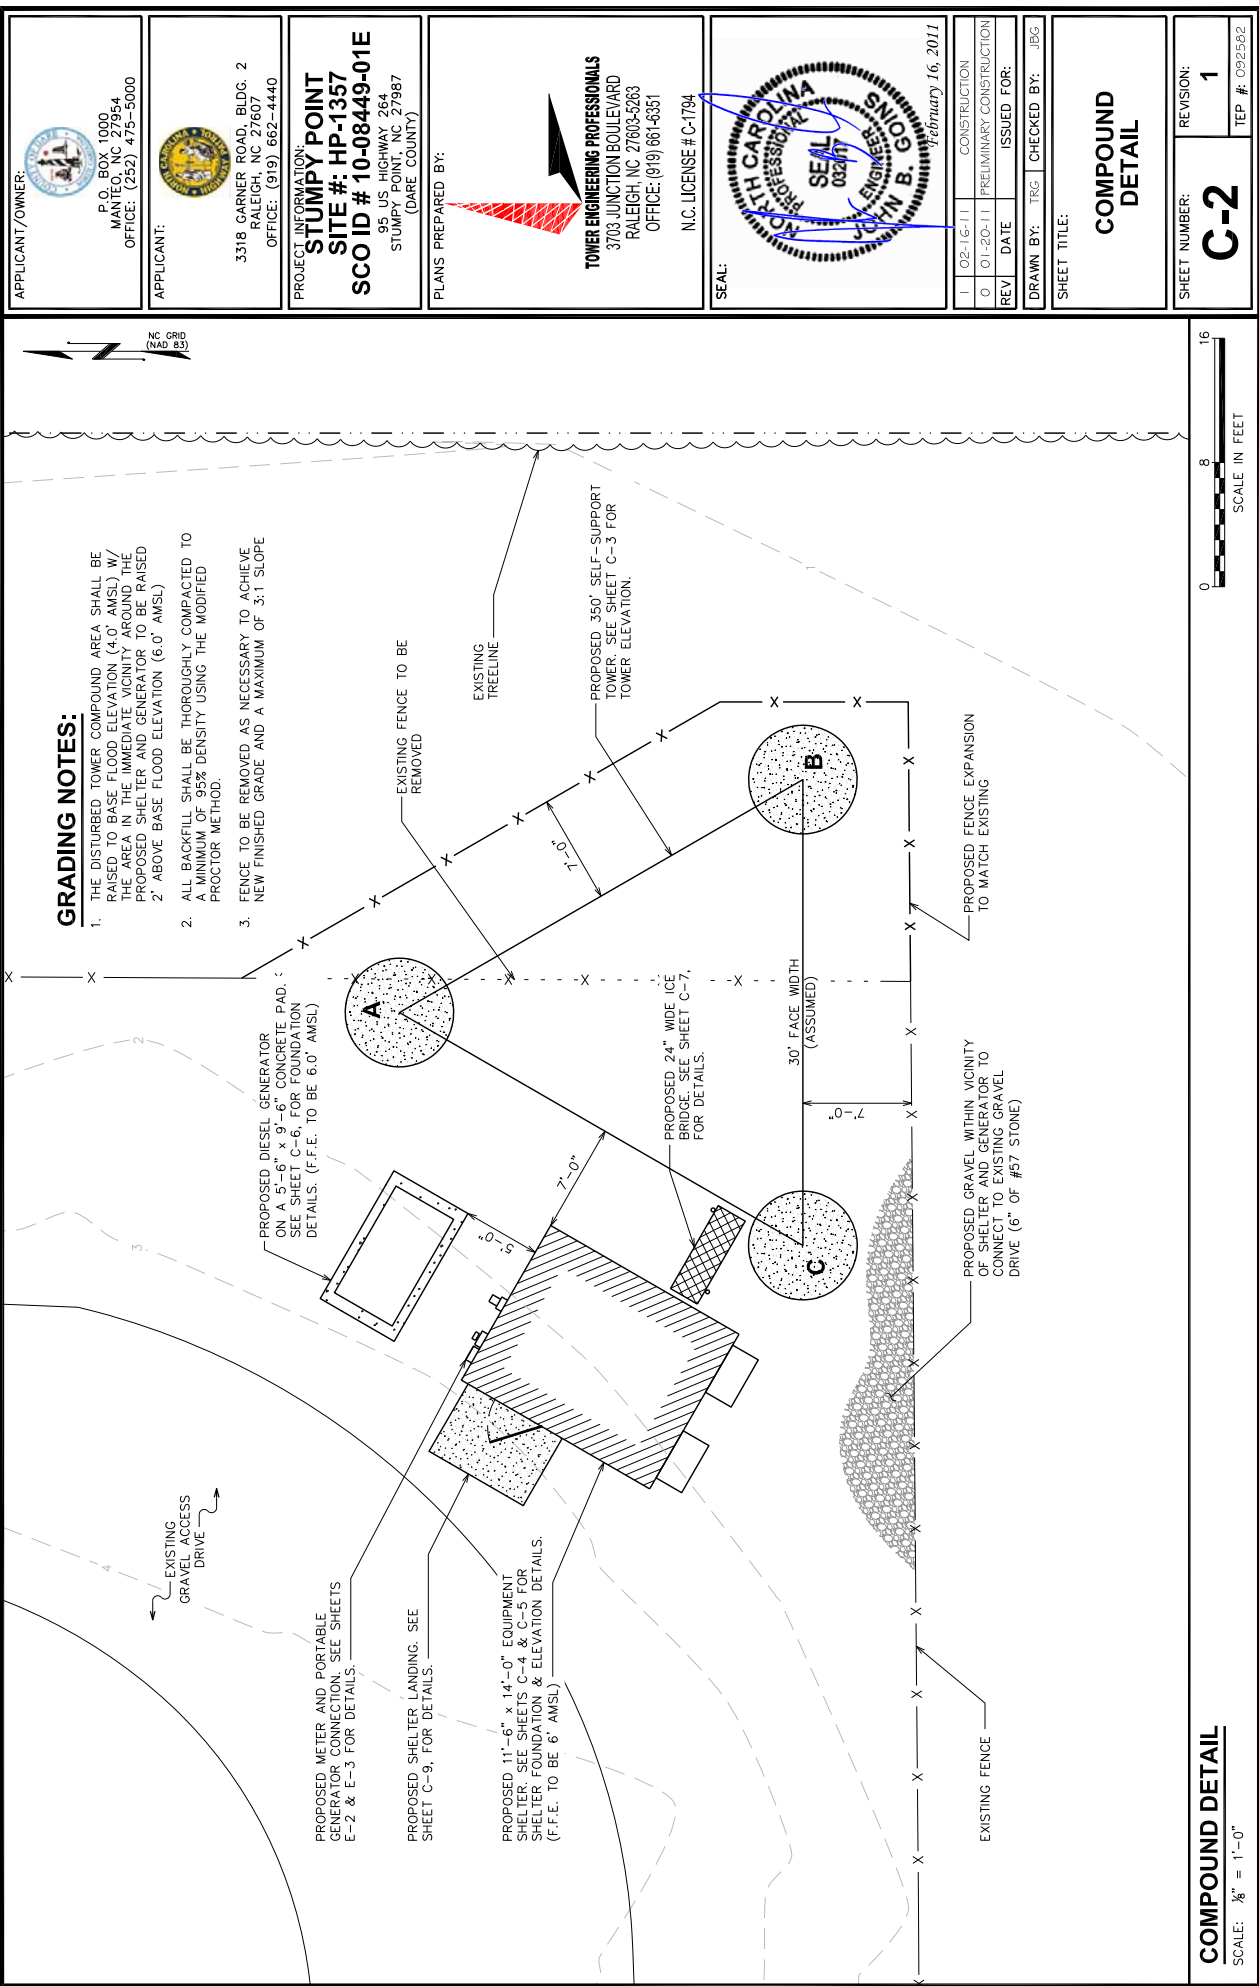 GRADING NOTES:
1. THE DISTURBED TOWER COMPOUND AREA SHALL BE
RAISED TO BASE FLOOD ELEVATION (4.0' AMSL) W/
THE AREA IN THE IMMEDIATE VICINITY AROUND THE
PROPOSED SHELTER AND GENERATOR TO BE RAISED
2' ABOVE BASE FLOOD ELEVATION (6.0' AMSL)
2. ALL BACKFILL SHALL BE THOROUGHLY COMPACTED TO
A MINIMUM OF 95% DENSITY USING THE MODIFIED
PROCTOR METHOD.
3. FENCE TO BE REMOVED AS NECESSARY TO ACHIEVE
NEW FINISHED GRADE AND A MAXIMUM OF 3:1 SLOPE
NC GRID
(NAD 83)
EXISTING
GRAVEL ACCESS
DRIVE
PROPOSED DIESEL GENERATOR
ON A 5'-6" x 9'-6" CONCRETE PAD.
SEE SHEET C-6, FOR FOUNDATION
DETAILS. (F.F.E. TO BE 6.0' AMSL)
EXISTING FENCE TO BE
REMOVED
EXISTING
TREELINE
PROPOSED 350' SELF-SUPPORT
TOWER. SEE SHEET C-3 FOR
TOWER ELEVATION.
PROPOSED METER AND PORTABLE
GENERATOR CONNECTION. SEE SHEETS
E-2 & E-3 FOR DETAILS.
PROPOSED SHELTER LANDING. SEE
SHEET C-9, FOR DETAILS.
PROPOSED 11'-6" x 14'-0" EQUIPMENT
SHELTER. SEE SHEETS C-4 & C-5 FOR
SHELTER FOUNDATION & ELEVATION DETAILS.
(F.F.E. TO BE 6' AMSL)
PROPOSED 24" WIDE ICE
BRIDGE. SEE SHEET C-7,
FOR DETAILS.
30' FACE WIDTH
(ASSUMED)
A
B
C
7'-0"
7'-0"
7'-0"
5'-0"
1
2
3
4
EXISTING FENCE
PROPOSED GRAVEL WITHIN VICINITY
OF SHELTER AND GENERATOR TO
CONNECT TO EXISTING GRAVEL
DRIVE (6" OF #57 STONE)
PROPOSED FENCE EXPANSION
TO MATCH EXISTING
COMPOUND DETAIL
SCALE: ⅛" = 1'-0"
0 8 16
SCALE IN FEET
APPLICANT/OWNER:
P.O. BOX 1000
MANTEO, NC 27954
OFFICE: (252) 475-5000
APPLICANT:
3318 GARNER ROAD, BLDG. 2
RALEIGH, NC 27607
OFFICE: (919) 662-4440
PROJECT INFORMATION:
STUMPY POINT
SITE #: HP-1357
SCO ID # 10-08449-01E
95 US HIGHWAY 264
STUMPY POINT, NC 27987
(DARE COUNTY)
PLANS PREPARED BY:
TOWER ENGINEERING PROFESSIONALS
3703 JUNCTION BOULEVARD
RALEIGH, NC 27603-5263
OFFICE: (919) 661-6351
N.C. LICENSE # C-1794
SEAL:
NORTH CAROLINA
PROFESSIONAL
SEAL
ENGINEER
JOHN B. GOINS
February 16, 2011
1 02-16-11 CONSTRUCTION
0 01-20-11 PRELIMINARY CONSTRUCTION
REV DATE ISSUED FOR:
DRAWN BY: TRG CHECKED BY: JBG
SHEET TITLE:
COMPOUND
DETAIL
SHEET NUMBER:
C-2
REVISION:
1
TEP #: 092582